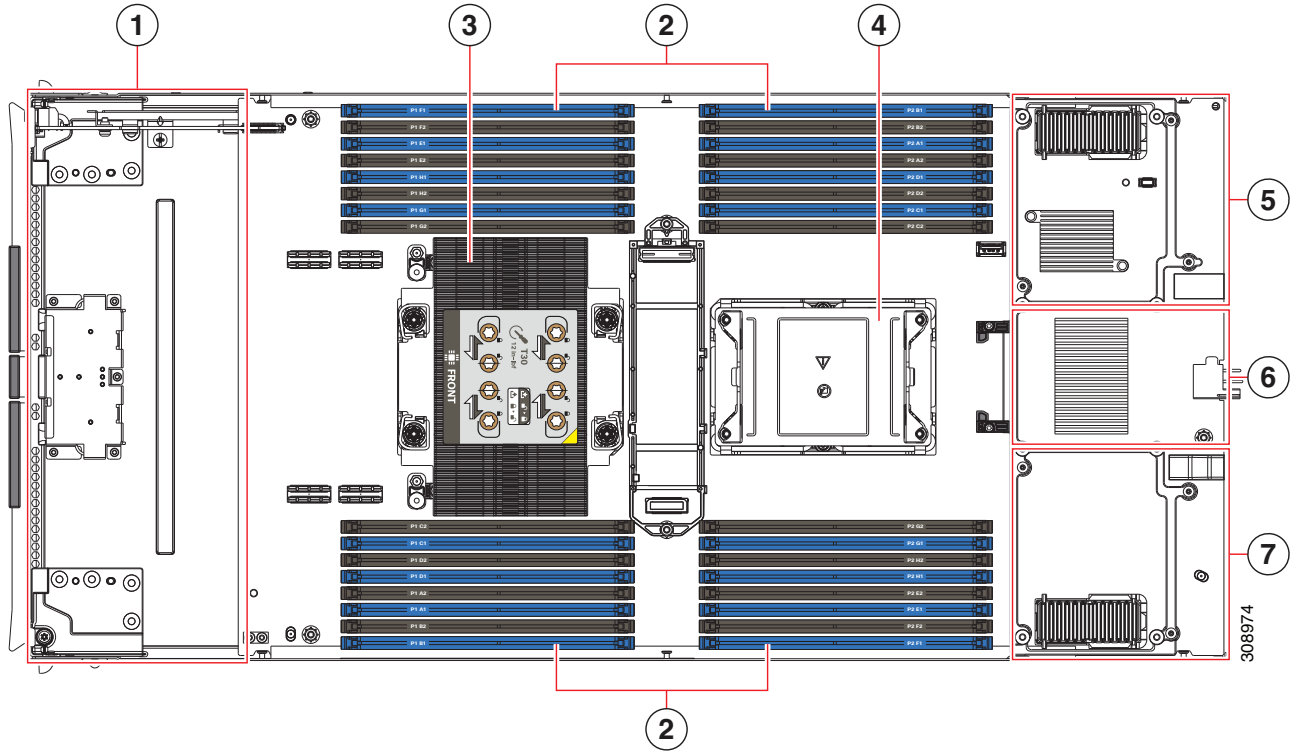 1
3
2
4
P1 F1
P2 B1
P1 F2
P2 B2
P1 E1
P2 A1
P1 E2
P2 A2
P1 H1
P2 D1
P1 H2
P2 D2
P1 G1
P2 C1
P1 G2
P2 C2
5
FRONT
T30
12 in-lbf
6
P1 C2
P2 G2
P1 C1
P2 G1
P1 D2
P2 H2
P1 D1
P2 H1
P1 A2
P2 E2
P1 A1
P2 E1
P1 B2
P2 F2
P1 B1
P2 F1
7
308974
2